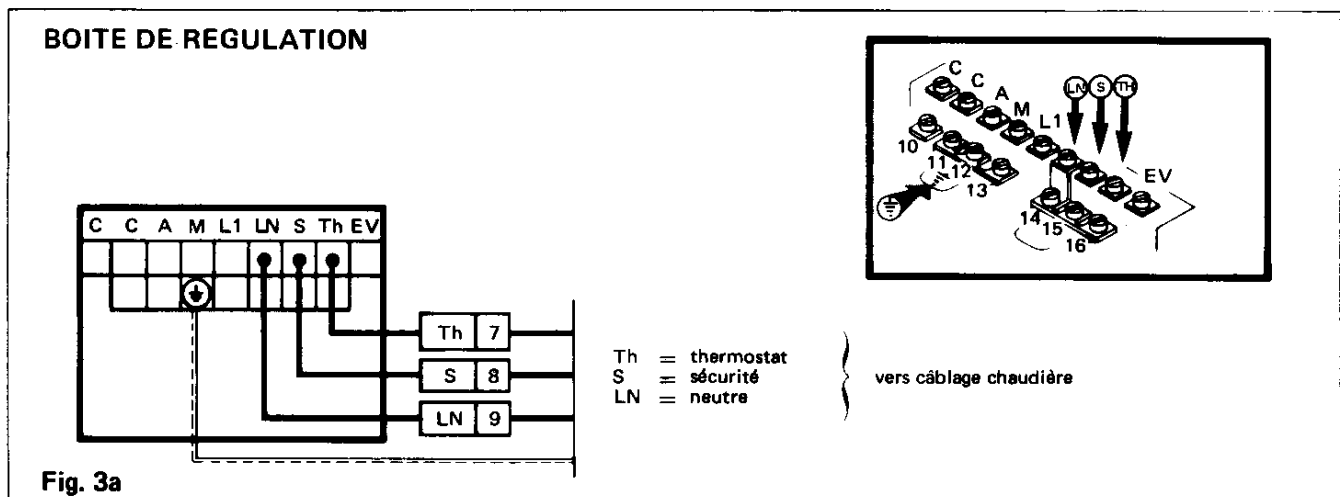 BOITE DE REGULATION
C C A M L1 LN S TH EV
10 11 12 13 14 15 16
C C A M L1 LN S Th EV
Th 7
S 8
LN 9
Th = thermostat
S = sécurité
LN = neutre
vers câblage chaudière
Fig. 3a